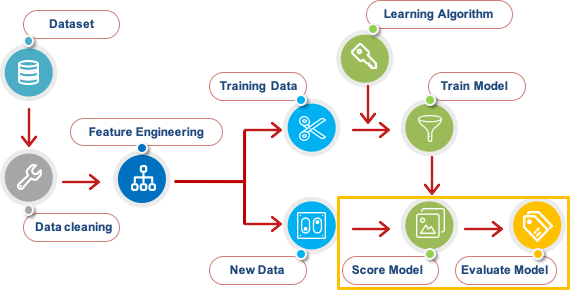 Dataset
Learning Algorithm
Training Data
Train Model
Feature Engineering
Data cleaning
New Data
Score Model
Evaluate Model